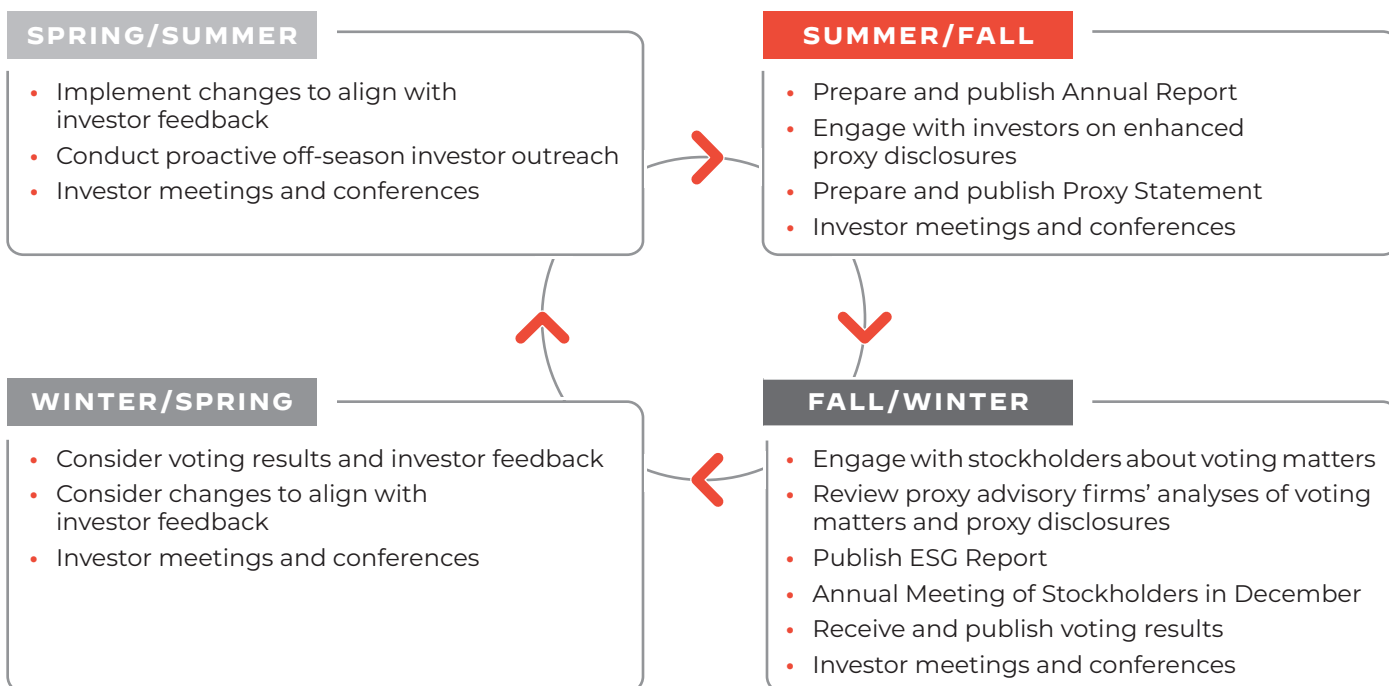 SPRING/SUMMER
• Implement changes to align with
investor feedback
• Conduct proactive off-season investor outreach
• Investor meetings and conferences
SUMMER/FALL
• Prepare and publish Annual Report
• Engage with investors on enhanced
proxy disclosures
• Prepare and publish Proxy Statement
• Investor meetings and conferences
WINTER/SPRING
• Consider voting results and investor feedback
• Consider changes to align with
investor feedback
• Investor meetings and conferences
FALL/WINTER
• Engage with stockholders about voting matters
• Review proxy advisory firms’ analyses of voting
matters and proxy disclosures
• Publish ESG Report
• Annual Meeting of Stockholders in December
• Receive and publish voting results
• Investor meetings and conferences